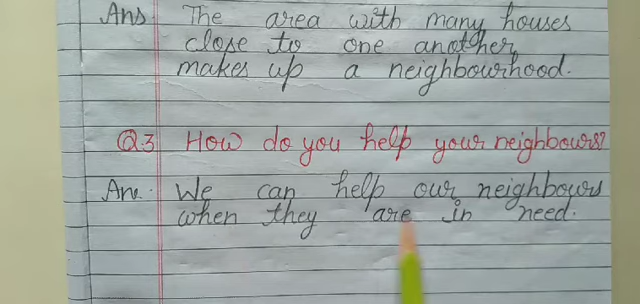 Ans The area with many houses
close to one another
makes up a neighbourhood.
Q.3 How do you help your neighbours?
Ans. We can help our neighbours
when they are in need.